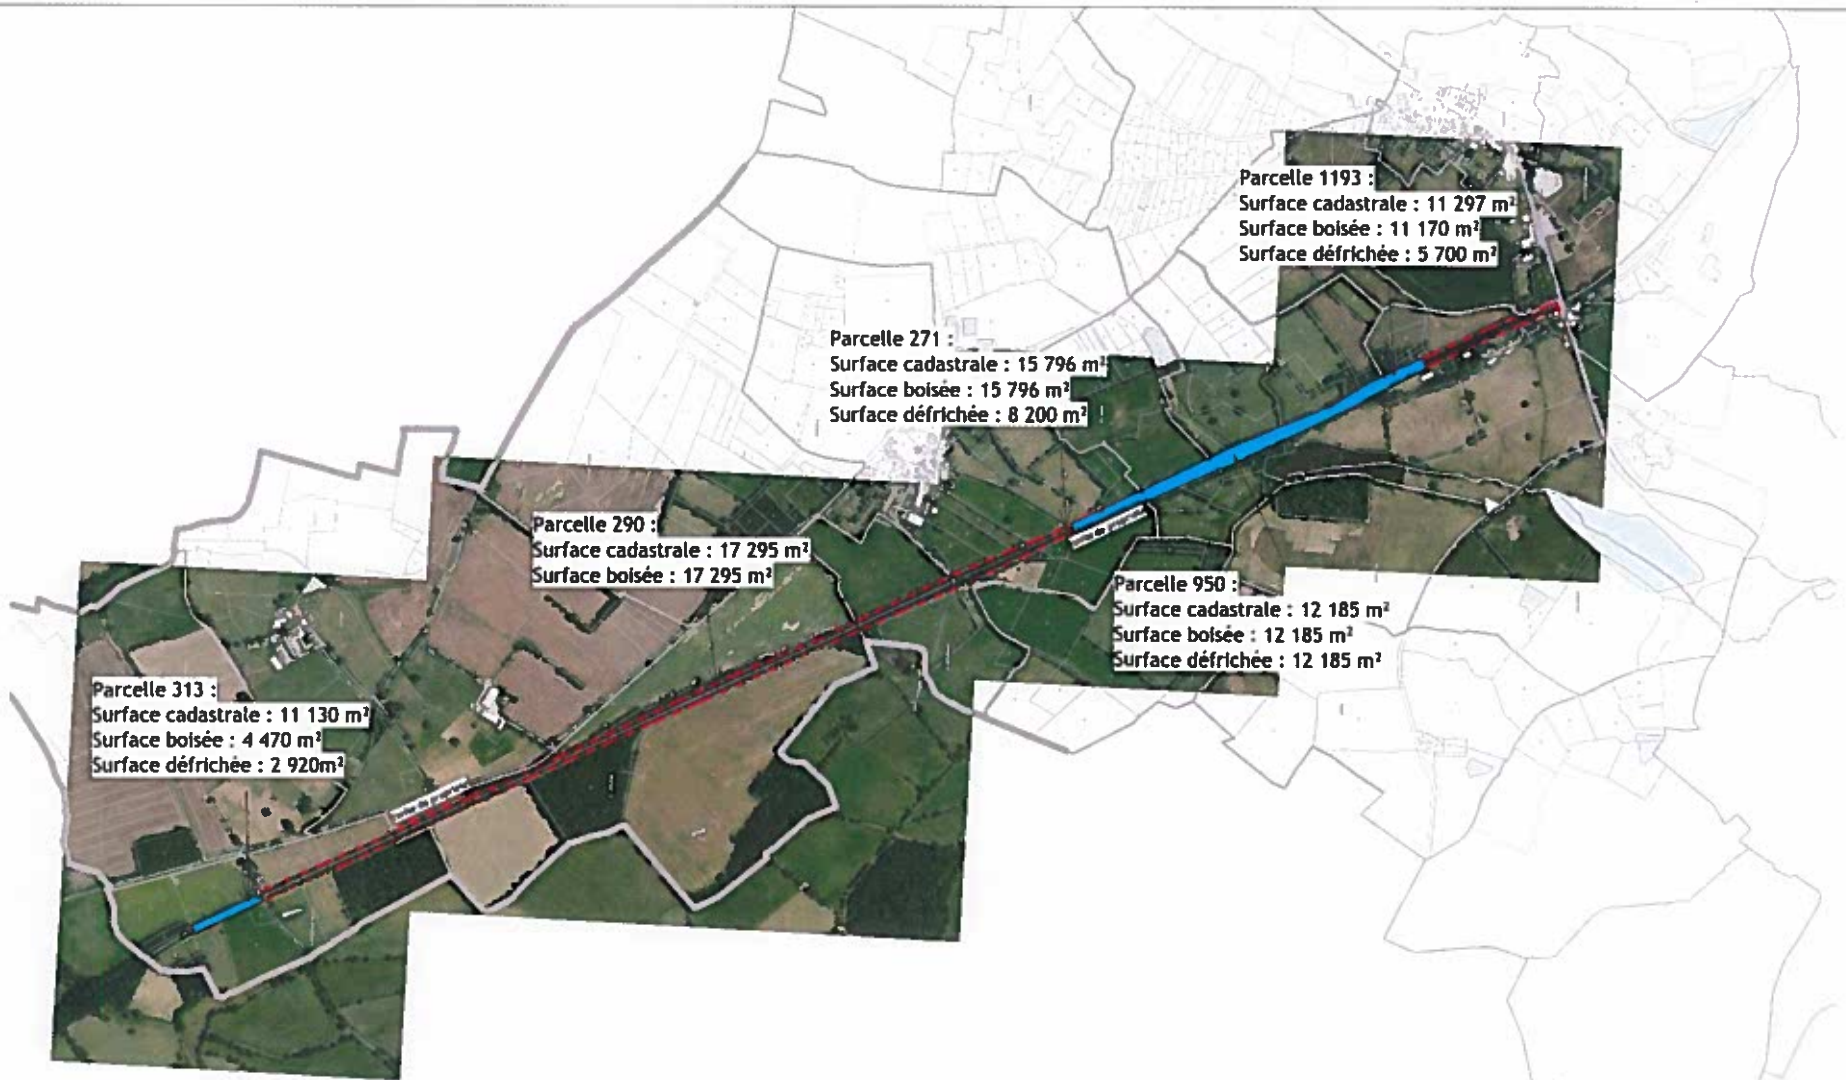 Parcelle 1193 :
Surface cadastrale : 11 297 m²
Surface boisée : 11 170 m²
Surface défrichée : 5 700 m²
Parcelle 271 :
Surface cadastrale : 15 796 m²
Surface boisée : 15 796 m²
Surface défrichée : 8 200 m²
Parcelle 290 :
Surface cadastrale : 17 295 m²
Surface boisée : 17 295 m²
Parcelle 950 :
Surface cadastrale : 12 185 m²
Surface boisée : 12 185 m²
Surface défrichée : 12 185 m²
Parcelle 313 :
Surface cadastrale : 11 130 m²
Surface boisée : 4 470 m²
Surface défrichée : 2 920m²